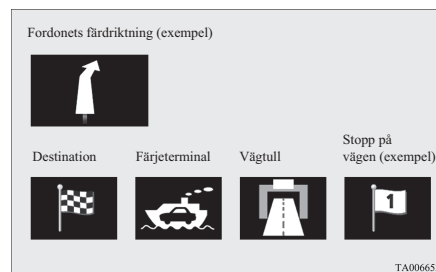 Fordonets färdriktning (exempel)
Destination
Färjeterminal
Vägtull
Stopp på
vägen (exempel)
1
TA00665